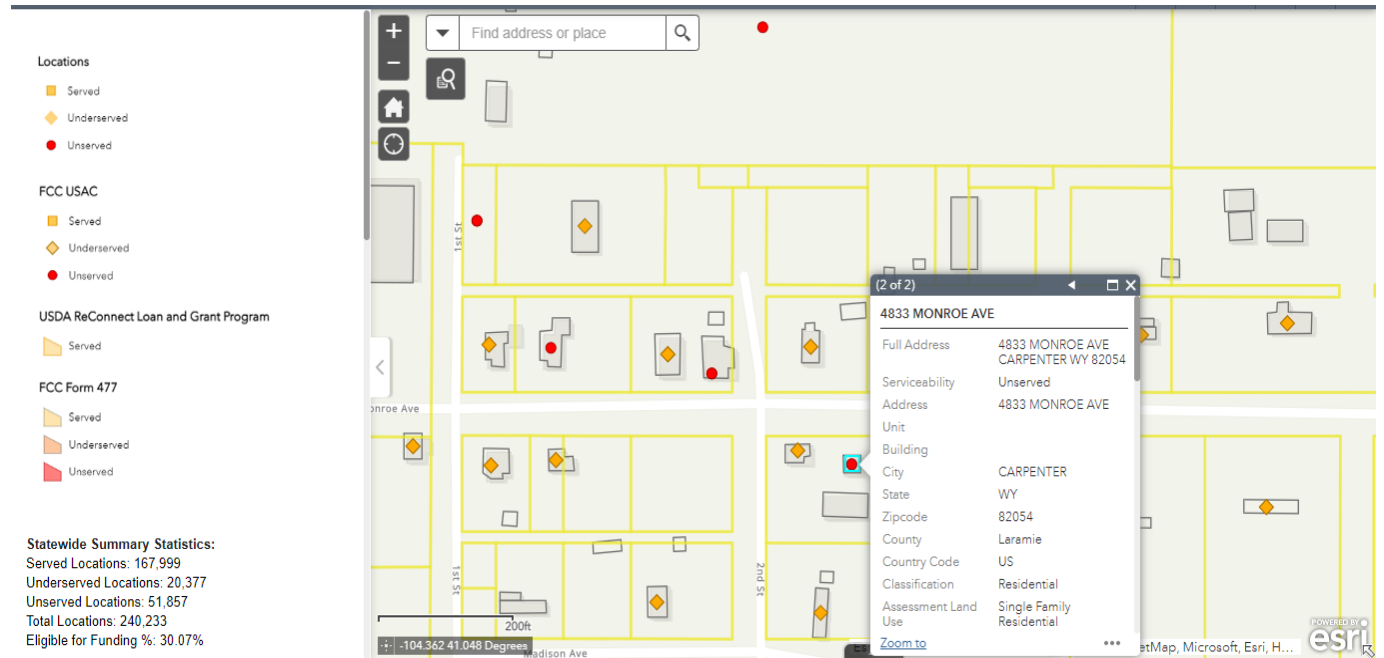 Locations
Served
Underserved
Unserved
FCC USAC
Served
Underserved
Unserved
USDA ReConnect Loan and Grant Program
Served
FCC Form 477
Served
Underserved
Unserved
Statewide Summary Statistics:
Served Locations: 167,999
Underserved Locations: 20,377
Unserved Locations: 51,857
Total Locations: 240,233
Eligible for Funding %: 30.07%
+
−
Find address or place
1st St
onroe Ave
1st St
2nd St
200ft
-104.362 41.048 Degrees
Madison Ave
(2 of 2)
4833 MONROE AVE
Full Address 4833 MONROE AVE
CARPENTER WY 82054
Serviceability Unserved
Address 4833 MONROE AVE
Unit
Building
City CARPENTER
State WY
Zipcode 82054
County Laramie
Country Code US
Classification Residential
Assessment Land Single Family
Use Residential
Zoom to •••
etMap, Microsoft, Esri, H...
POWERED BY
esri